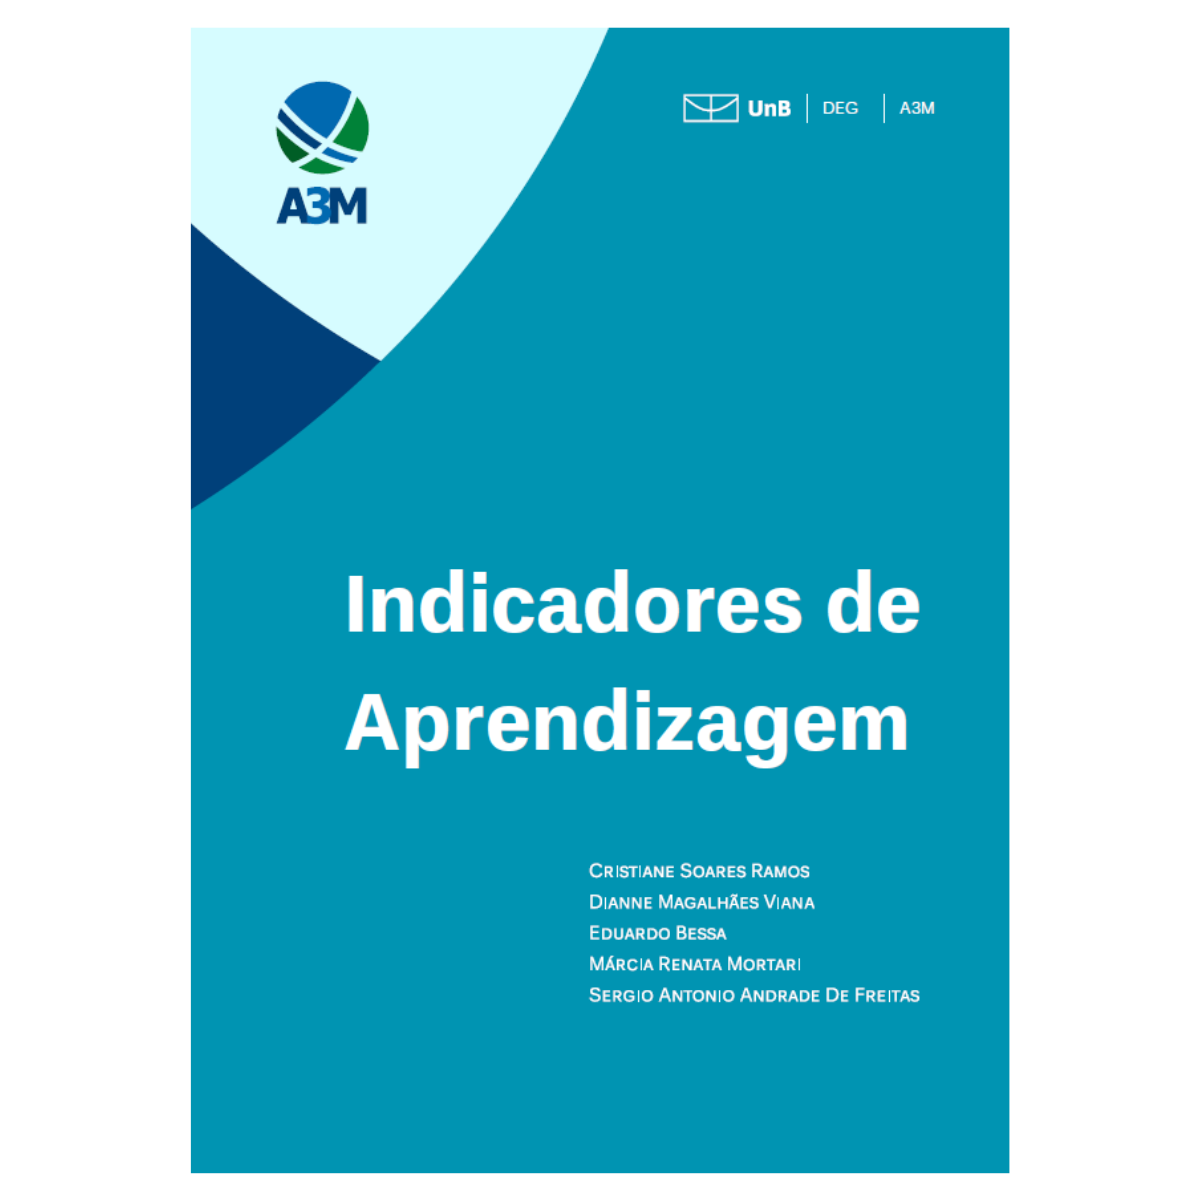 A3M
UnB DEG A3M
Indicadores de
Aprendizagem
CRISTIANE SOARES RAMOS
DIANNE MAGALHÃES VIANA
EDUARDO BESSA
MÁRCIA RENATA MORTARI
SERGIO ANTONIO ANDRADE DE FREITAS